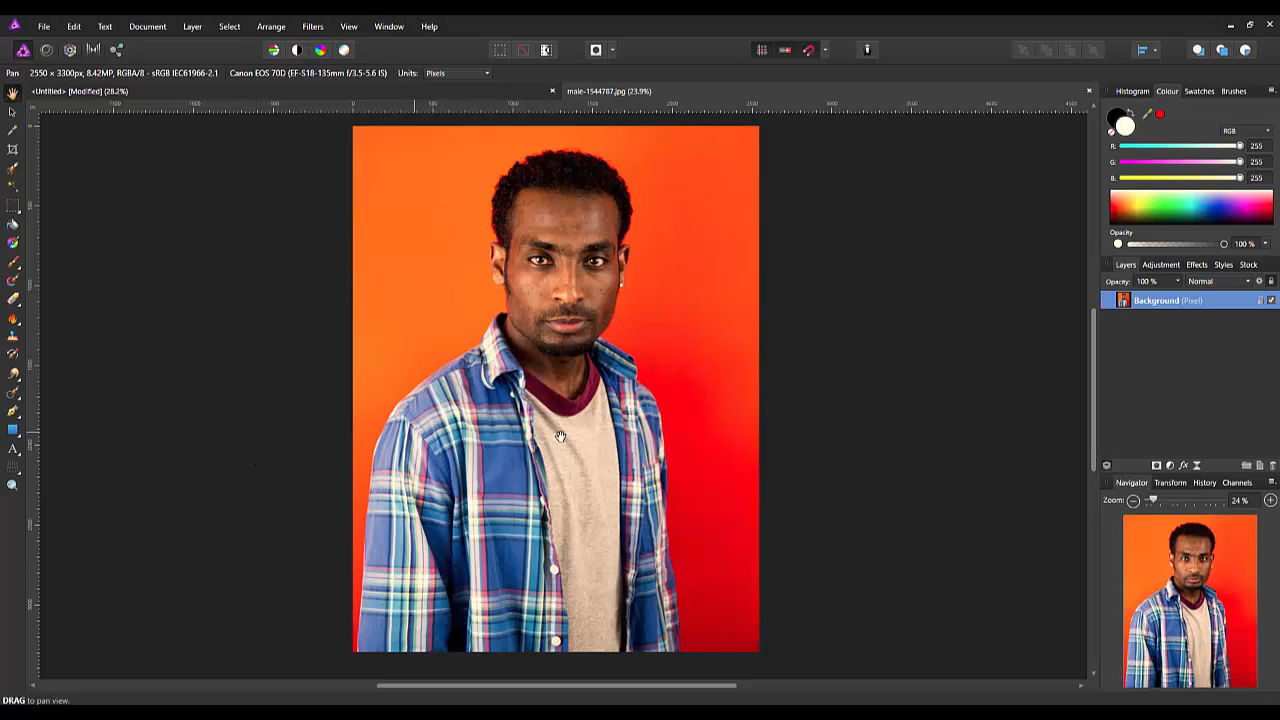 File Edit Text Document Layer Select Arrange Filters View Window Help
Pan 2550 × 3300px, 8.42MP, RGBA/8 - sRGB IEC61966-2.1 Canon EOS 70D (EF-S18-135mm f/3.5-5.6 IS) Units: Pixels
<Untitled> [Modified] (28.2%) male-1544787.jpg (23.9%)
Histogram Colour Swatches Brushes
RGB
R: 255
G: 255
B: 255
Opacity
100 %
Layers Adjustment Effects Styles Stock
Opacity: 100 % Normal
Background (Pixel)
Navigator Transform History Channels
Zoom: 24 %
DRAG to pan view.